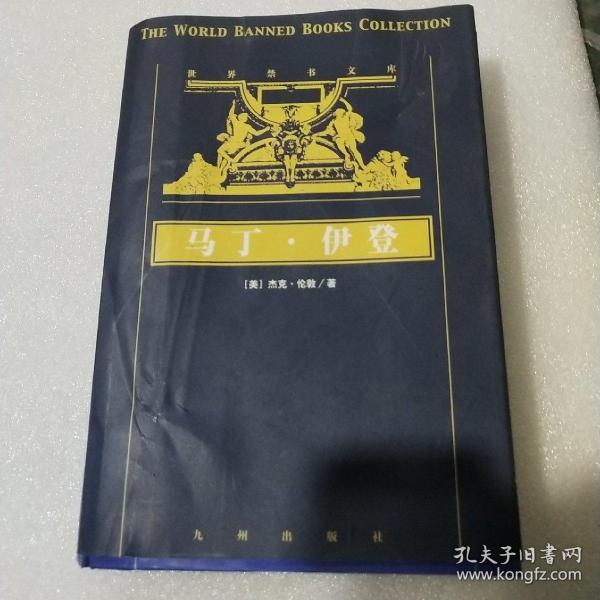 THE WORLD BANNED BOOKS COLLECTION
世界禁书文库
马丁·伊登
[美] 杰克·伦敦/著
九州出版社
孔夫子旧書网
www.kongfz.com